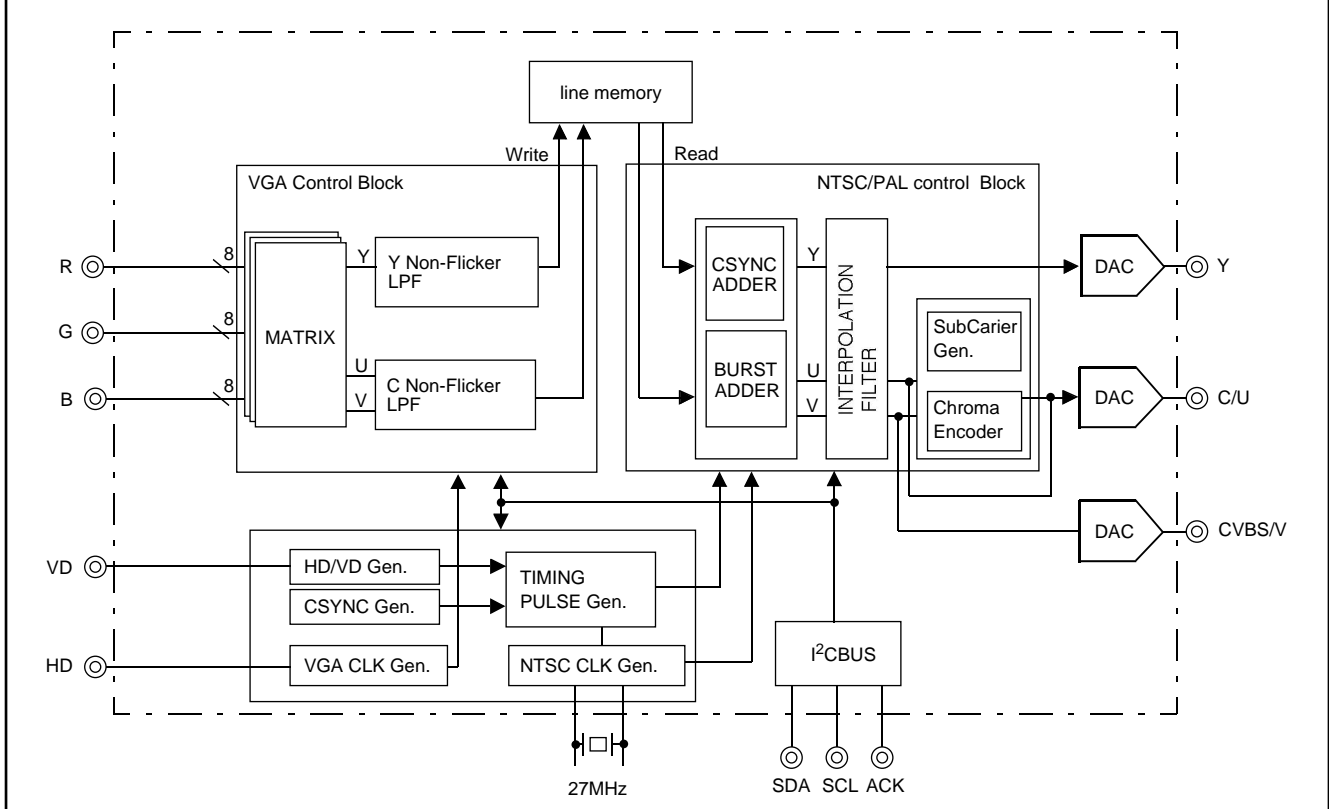 line memory
Write
Read
VGA Control Block
NTSC/PAL control Block
R
8
G
8
B
8
MATRIX
Y
Y Non-Flicker
LPF
U
V
C Non-Flicker
LPF
CSYNC
ADDER
BURST
ADDER
Y
U
V
INTERPOLATION
FILTER
SubCarier
Gen.
Chroma
Encoder
DAC
Y
DAC
C/U
DAC
CVBS/V
VD
HD/VD Gen.
CSYNC Gen.
TIMING
PULSE Gen.
HD
VGA CLK Gen.
NTSC CLK Gen.
I²CBUS
27MHz
SDA
SCL
ACK